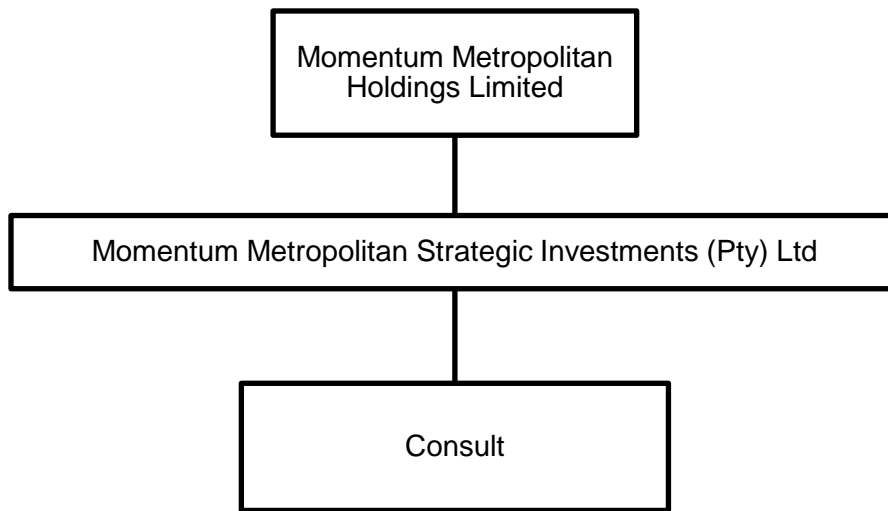 Momentum Metropolitan
Holdings Limited
Momentum Metropolitan Strategic Investments (Pty) Ltd
Consult